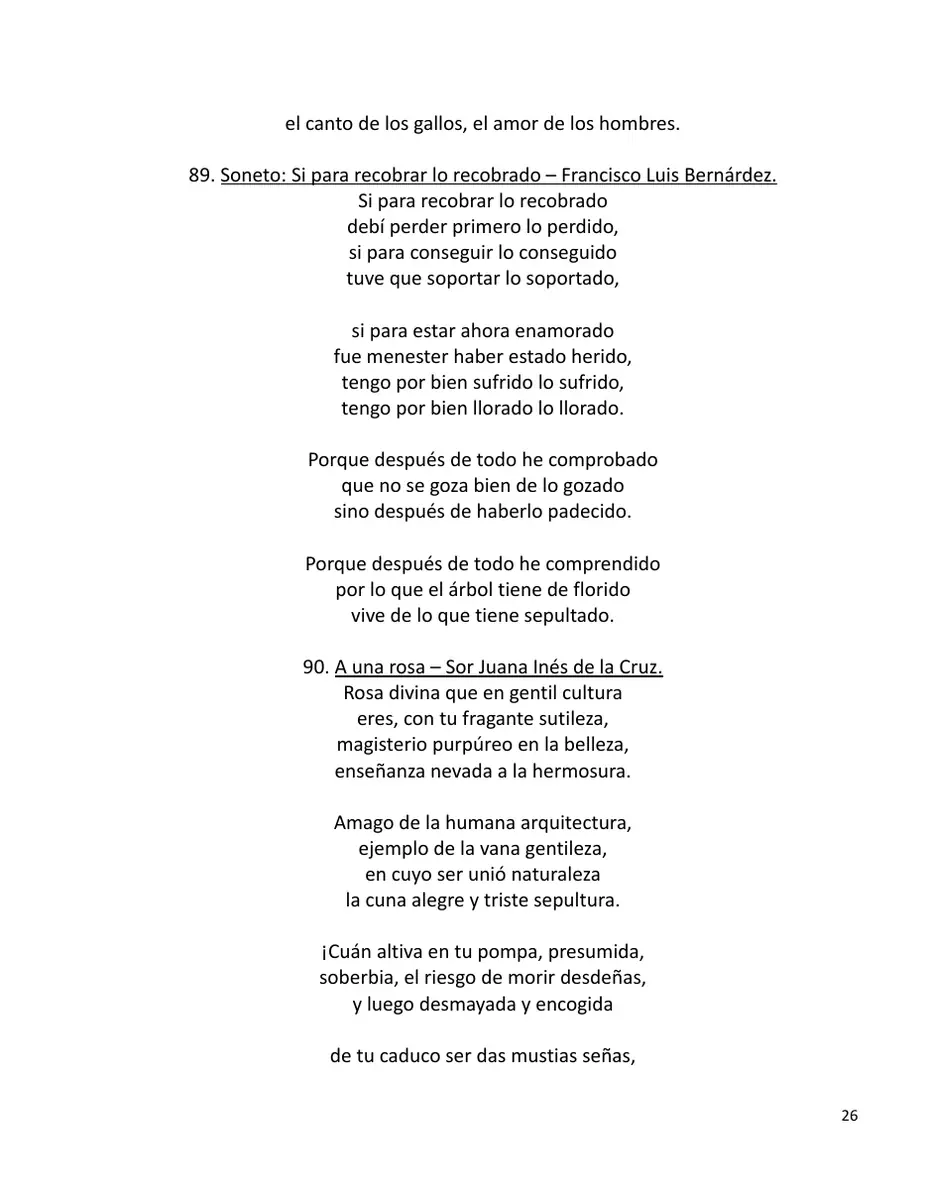 el canto de los gallos, el amor de los hombres.
89. Soneto: Si para recobrar lo recobrado – Francisco Luis Bernárdez.
Si para recobrar lo recobrado
debí perder primero lo perdido,
si para conseguir lo conseguido
tuve que soportar lo soportado,
si para estar ahora enamorado
fue menester haber estado herido,
tengo por bien sufrido lo sufrido,
tengo por bien llorado lo llorado.
Porque después de todo he comprobado
que no se goza bien de lo gozado
sino después de haberlo padecido.
Porque después de todo he comprendido
por lo que el árbol tiene de florido
vive de lo que tiene sepultado.
90. A una rosa – Sor Juana Inés de la Cruz.
Rosa divina que en gentil cultura
eres, con tu fragante sutileza,
magisterio purpúreo en la belleza,
enseñanza nevada a la hermosura.
Amago de la humana arquitectura,
ejemplo de la vana gentileza,
en cuyo ser unió naturaleza
la cuna alegre y triste sepultura.
¡Cuán altiva en tu pompa, presumida,
soberbia, el riesgo de morir desdeñas,
y luego desmayada y encogida
de tu caduco ser das mustias señas,
26